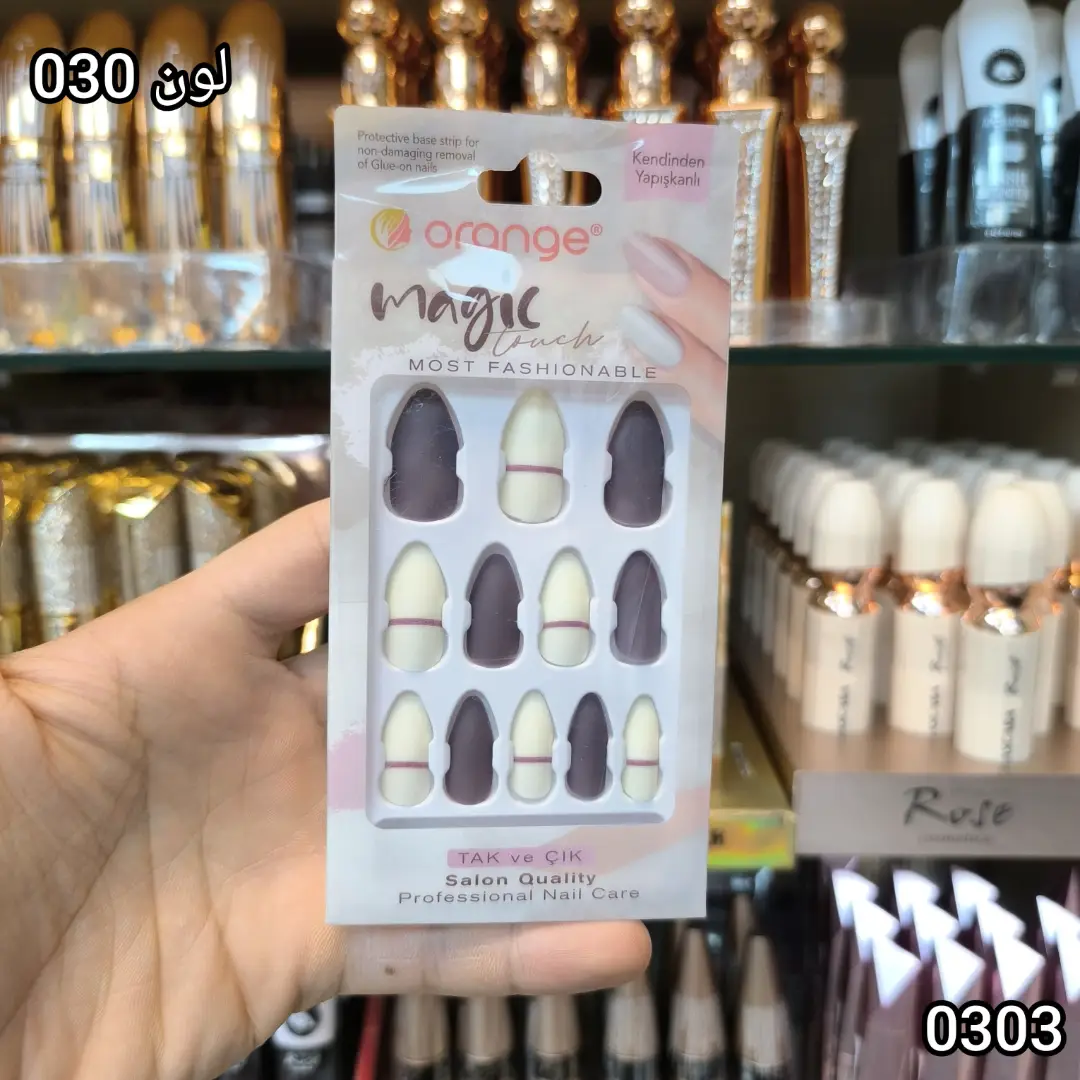 لون 030
Protective base strip for
non-damaging removal
of Glue-on nails
Kendinden
Yapışkanlı
orange®
magic
touch
MOST FASHIONABLE
TAK ve ÇIK
Salon Quality
Professional Nail Care
Rose
cosmetics
0303